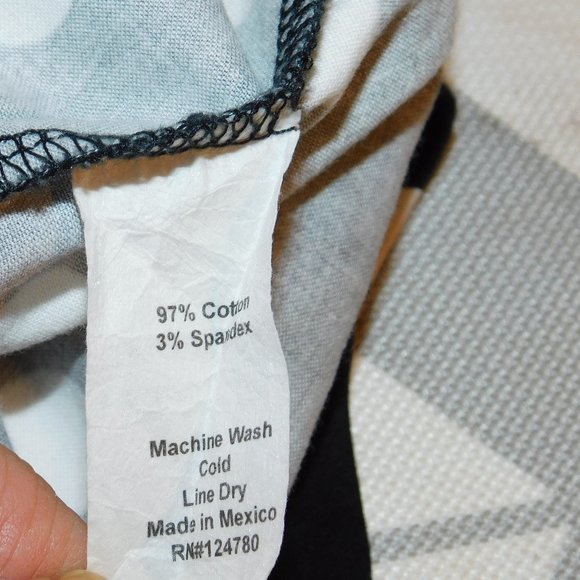 97% Cotton
3% Spandex
Machine Wash
Cold
Line Dry
Made in Mexico
RN#124780